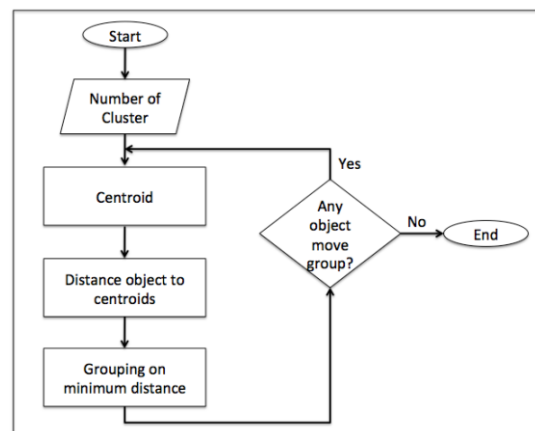 Start
Number of
Cluster
Yes
Centroid
Any
object
move
group?
No
End
Distance object to
centroids
Grouping on
minimum distance